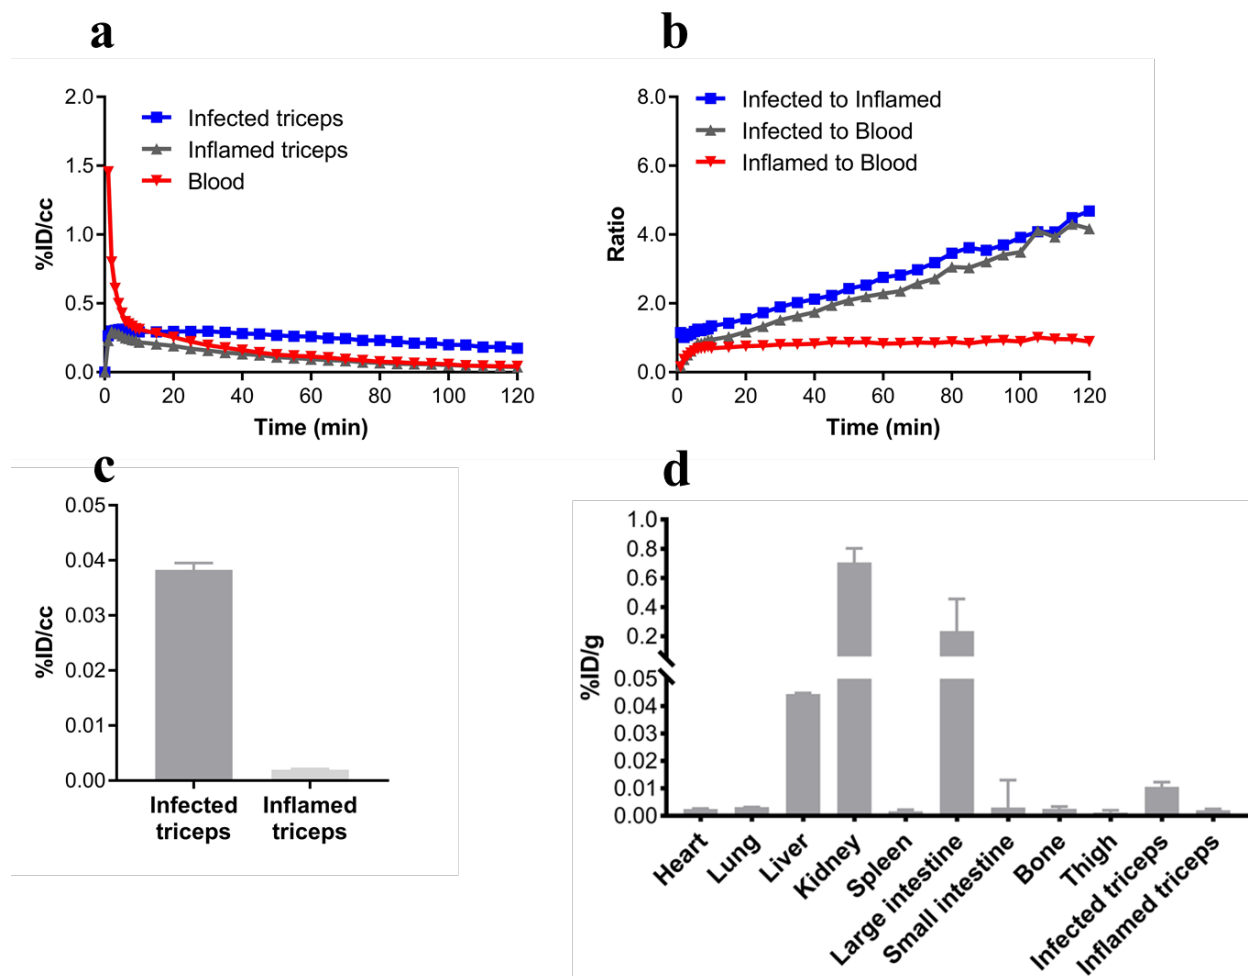 a
2.0
1.5
1.0
0.5
0.0
%ID/cc
Infected triceps
Inflamed triceps
Blood
0 20 40 60 80 100 120
Time (min)
b
8.0
6.0
4.0
2.0
0.0
Ratio
Infected to Inflamed
Infected to Blood
Inflamed to Blood
0 20 40 60 80 100 120
Time (min)
c
0.05
0.04
0.03
0.02
0.01
0.00
%ID/cc
Infected
triceps
Inflamed
triceps
d
1.0
0.8
0.6
0.4
0.2
0.05
0.04
0.03
0.02
0.01
0.00
%ID/g
Heart
Lung
Liver
Kidney
Spleen
Large intestine
Small intestine
Bone
Thigh
Infected triceps
Inflamed triceps